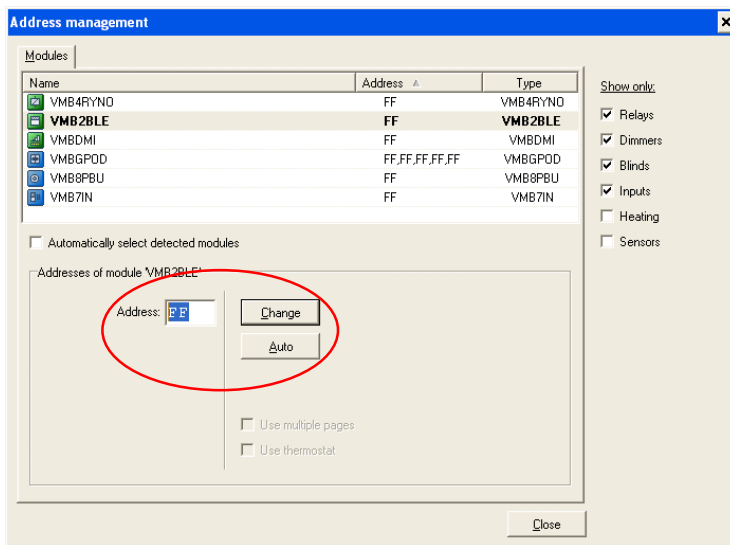 Address management
Modules
Name Address Type
VMB4RYNO FF VMB4RYNO
VMB2BLE FF VMB2BLE
VMBDMI FF VMBDMI
VMBGPOD FF,FF,FF,FF,FF VMBGPOD
VMB8PBU FF VMB8PBU
VMB7IN FF VMB7IN
Show only:
Relays
Dimmers
Blinds
Inputs
Heating
Sensors
Automatically select detected modules
Addresses of module 'VMB2BLE'
Address: FF
Change
Auto
Use multiple pages
Use thermostat
Close